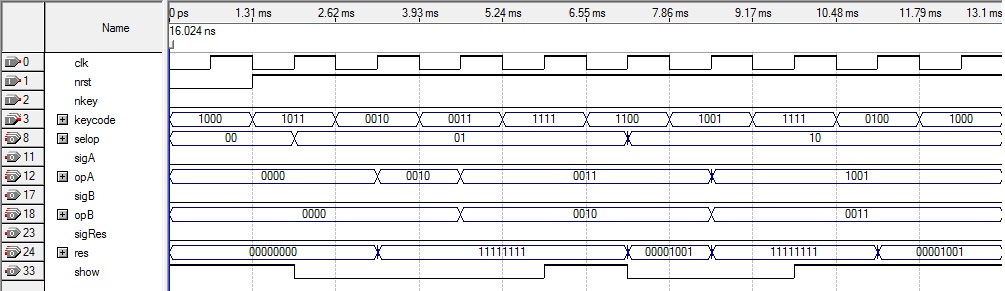 0 ps 1.31 ms 2.62 ms 3.93 ms 5.24 ms 6.55 ms 7.86 ms 9.17 ms 10.48 ms 11.79 ms 13.1 ms
Name
16.024 ns
0 clk
1 nrst
2 nkey
3 keycode 1000 1011 0010 0011 1111 1100 1001 1111 0100 1000
8 selop 00 01 10
11 sigA
12 opA 0000 0010 0011 1001
17 sigB
18 opB 0000 0010 0011
23 sigRes
24 res 00000000 11111111 00001001 11111111 00001001
33 show